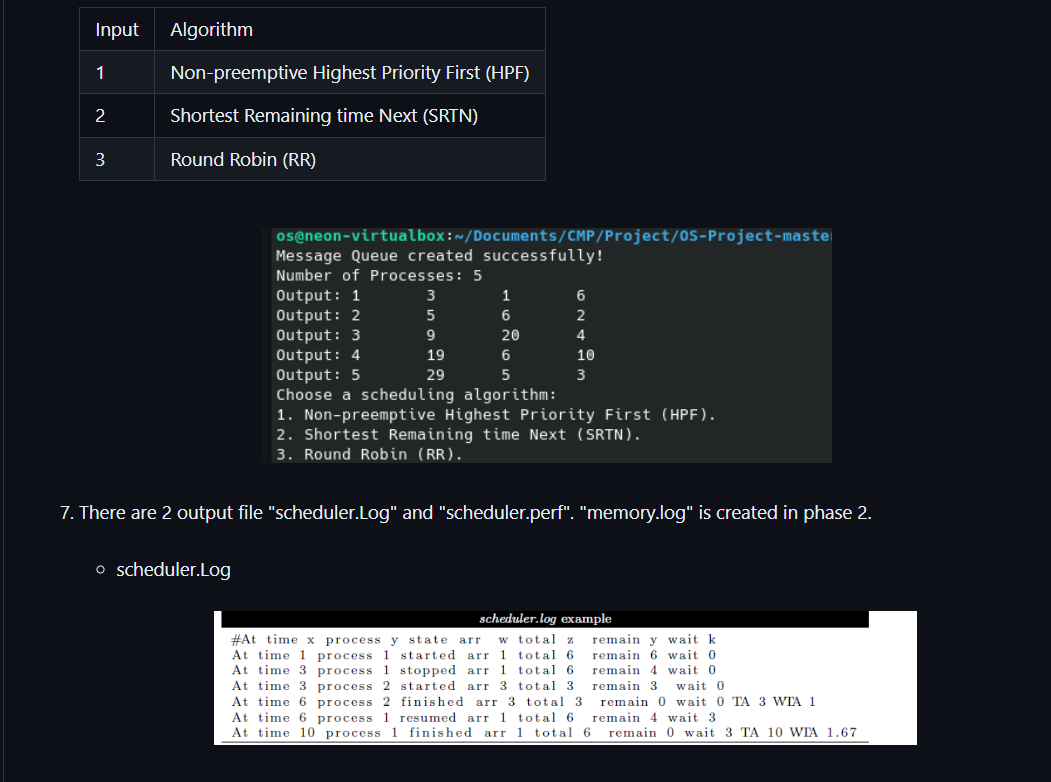 Input Algorithm
1 Non-preemptive Highest Priority First (HPF)
2 Shortest Remaining time Next (SRTN)
3 Round Robin (RR)
os@neon-virtualbox:~/Documents/CMP/Project/OS-Project-master
Message Queue created successfully!
Number of Processes: 5
Output: 1 3 1 6
Output: 2 5 6 2
Output: 3 9 20 4
Output: 4 19 6 10
Output: 5 29 5 3
Choose a scheduling algorithm:
1. Non-preemptive Highest Priority First (HPF).
2. Shortest Remaining time Next (SRTN).
3. Round Robin (RR).
7. There are 2 output file "scheduler.Log" and "scheduler.perf". "memory.log" is created in phase 2.
scheduler.Log
scheduler.log example
#At time x process y state arr w total z remain y wait k
At time 1 process 1 started arr 1 total 6 remain 6 wait 0
At time 3 process 1 stopped arr 1 total 6 remain 4 wait 0
At time 3 process 2 started arr 3 total 3 remain 3 wait 0
At time 6 process 2 finished arr 3 total 3 remain 0 wait 0 TA 3 WTA 1
At time 6 process 1 resumed arr 1 total 6 remain 4 wait 3
At time 10 process 1 finished arr 1 total 6 remain 0 wait 3 TA 10 WTA 1.67